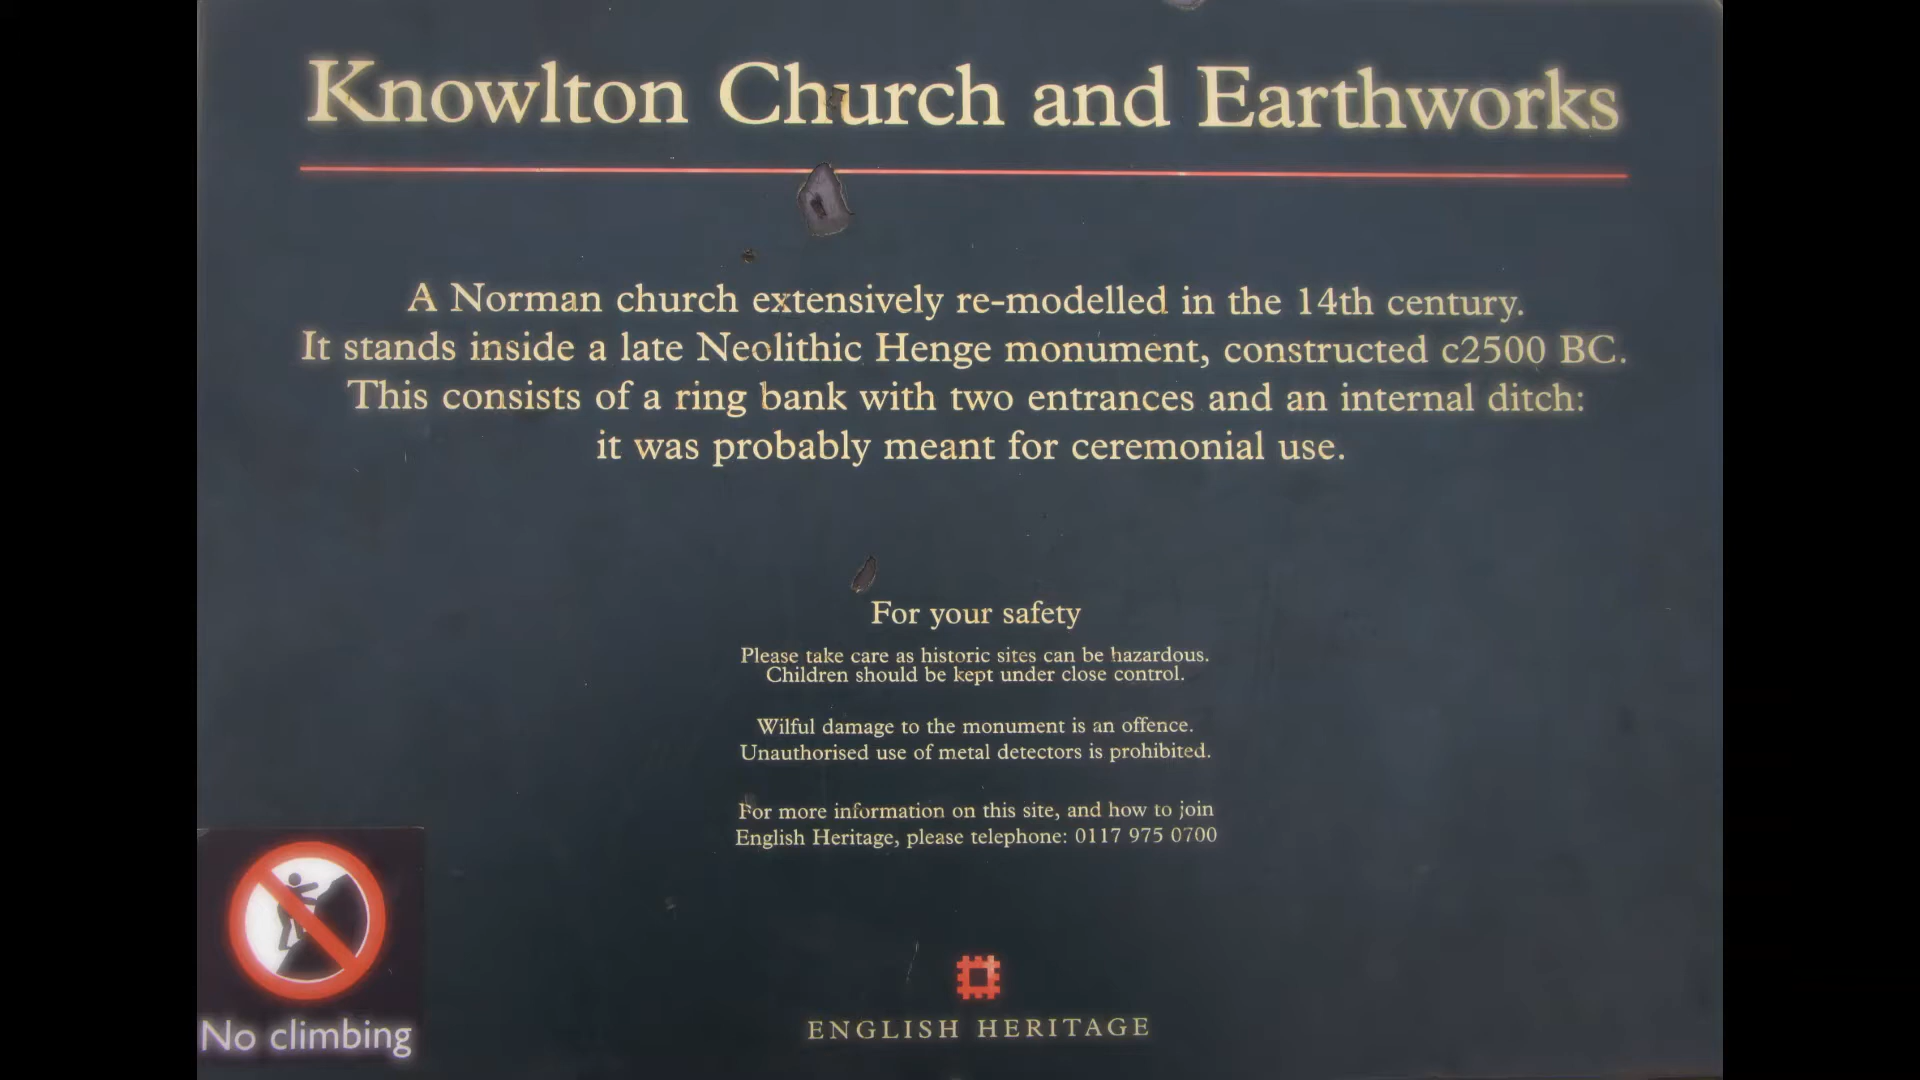 Knowlton Church and Earthworks
A Norman church extensively re-modelled in the 14th century.
It stands inside a late Neolithic Henge monument, constructed c2500 BC.
This consists of a ring bank with two entrances and an internal ditch:
it was probably meant for ceremonial use.
For your safety
Please take care as historic sites can be hazardous.
Children should be kept under close control.
Wilful damage to the monument is an offence.
Unauthorised use of metal detectors is prohibited.
For more information on this site, and how to join
English Heritage, please telephone: 0117 975 0700
No climbing
ENGLISH HERITAGE